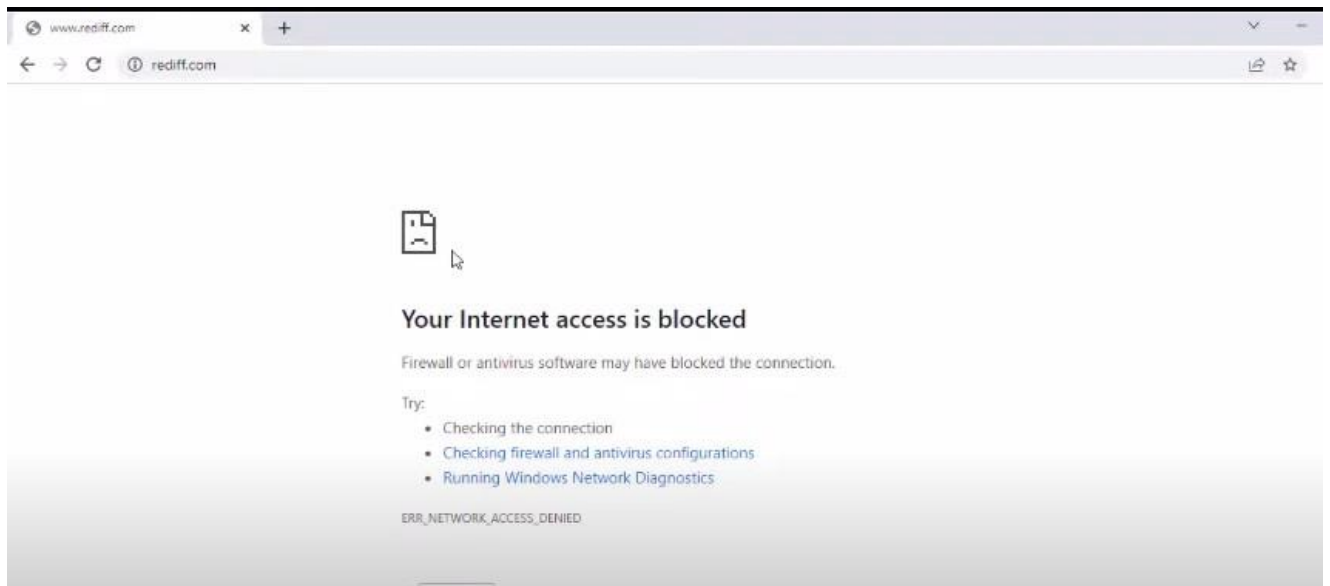 www.rediff.com
rediff.com
Your Internet access is blocked
Firewall or antivirus software may have blocked the connection.
Try:
• Checking the connection
• Checking firewall and antivirus configurations
• Running Windows Network Diagnostics
ERR_NETWORK_ACCESS_DENIED